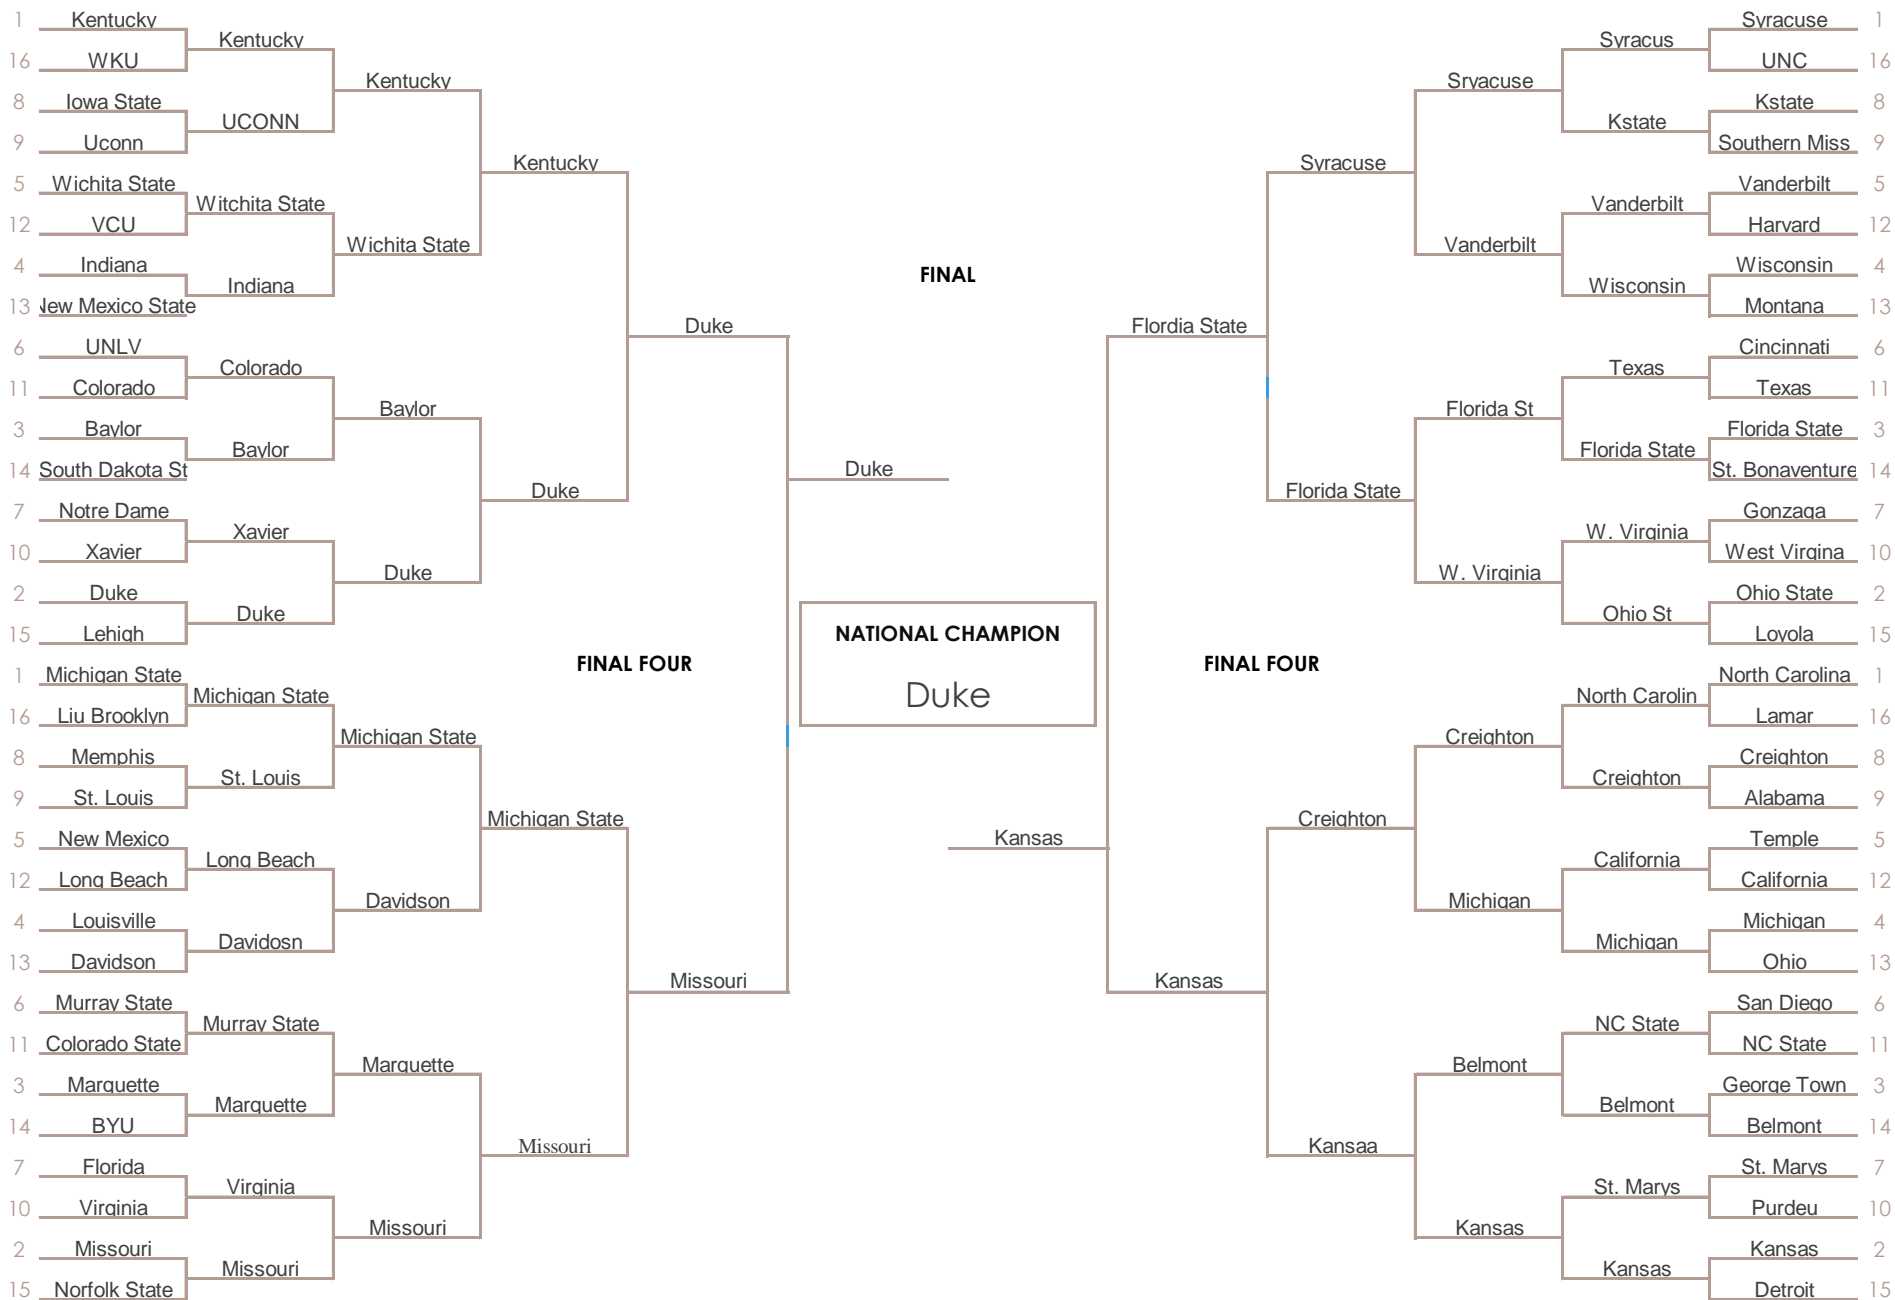 1 Kentucky
16 WKU
8 Iowa State
9 Uconn
5 Wichita State
12 VCU
4 Indiana
13 New Mexico State
6 UNLV
11 Colorado
3 Baylor
14 South Dakota St
7 Notre Dame
10 Xavier
2 Duke
15 Lehigh
1 Michigan State
16 Liu Brooklyn
8 Memphis
9 St. Louis
5 New Mexico
12 Long Beach
4 Louisville
13 Davidson
6 Murray State
11 Colorado State
3 Marquette
14 BYU
7 Florida
10 Virginia
2 Missouri
15 Norfolk State
Kentucky
UCONN
Witchita State
Indiana
Colorado
Baylor
Xavier
Duke
Michigan State
St. Louis
Long Beach
Davidosn
Murray State
Marquette
Virginia
Missouri
Kentucky
Wichita State
Baylor
Duke
Michigan State
Davidson
Marquette
Missouri
Kentucky
Duke
Michigan State
Missouri
FINAL FOUR
Duke
Missouri
Duke
FINAL
NATIONAL CHAMPION
Duke
Kansas
Flordia State
Kansas
FINAL FOUR
Syracuse
Florida State
Creighton
Kansaa
Sryacuse
Vanderbilt
Florida St
W. Virginia
Creighton
Michigan
Belmont
Kansas
Syracus
Kstate
Vanderbilt
Wisconsin
Texas
Florida State
W. Virginia
Ohio St
North Carolin
Creighton
California
Michigan
NC State
Belmont
St. Marys
Kansas
Syracuse 1
UNC 16
Kstate 8
Southern Miss 9
Vanderbilt 5
Harvard 12
Wisconsin 4
Montana 13
Cincinnati 6
Texas 11
Florida State 3
St. Bonaventure 14
Gonzaga 7
West Virgina 10
Ohio State 2
Loyola 15
North Carolina 1
Lamar 16
Creighton 8
Alabama 9
Temple 5
California 12
Michigan 4
Ohio 13
San Diego 6
NC State 11
George Town 3
Belmont 14
St. Marys 7
Purdeu 10
Kansas 2
Detroit 15